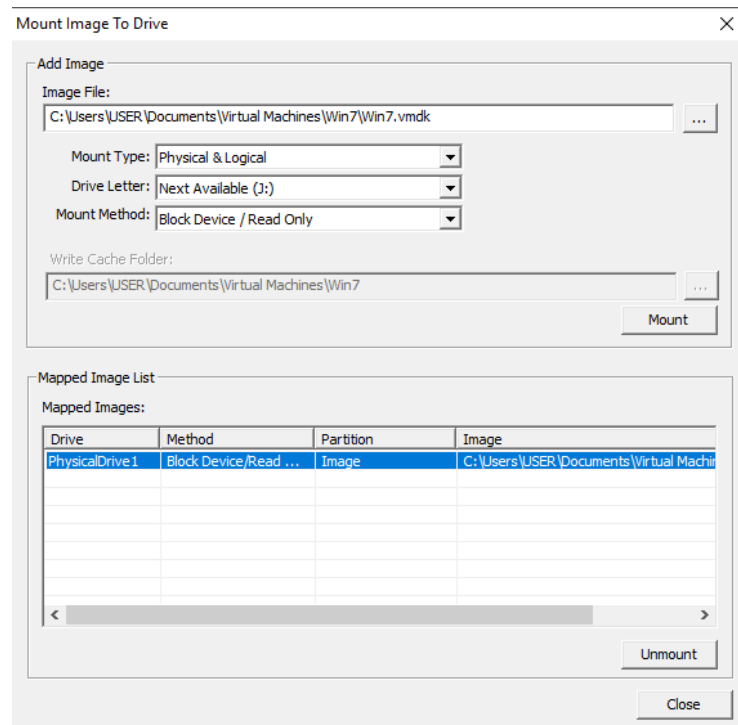 Mount Image To Drive
Add Image
Image File:
C:\Users\USER\Documents\Virtual Machines\Win7\Win7.vmdk
...
Mount Type: Physical & Logical
Drive Letter: Next Available (J:)
Mount Method: Block Device / Read Only
Write Cache Folder:
C:\Users\USER\Documents\Virtual Machines\Win7
...
Mount
Mapped Image List
Mapped Images:
Drive Method Partition Image
PhysicalDrive1 Block Device/Read ... Image C:\Users\USER\Documents\Virtual Machin
Unmount
Close